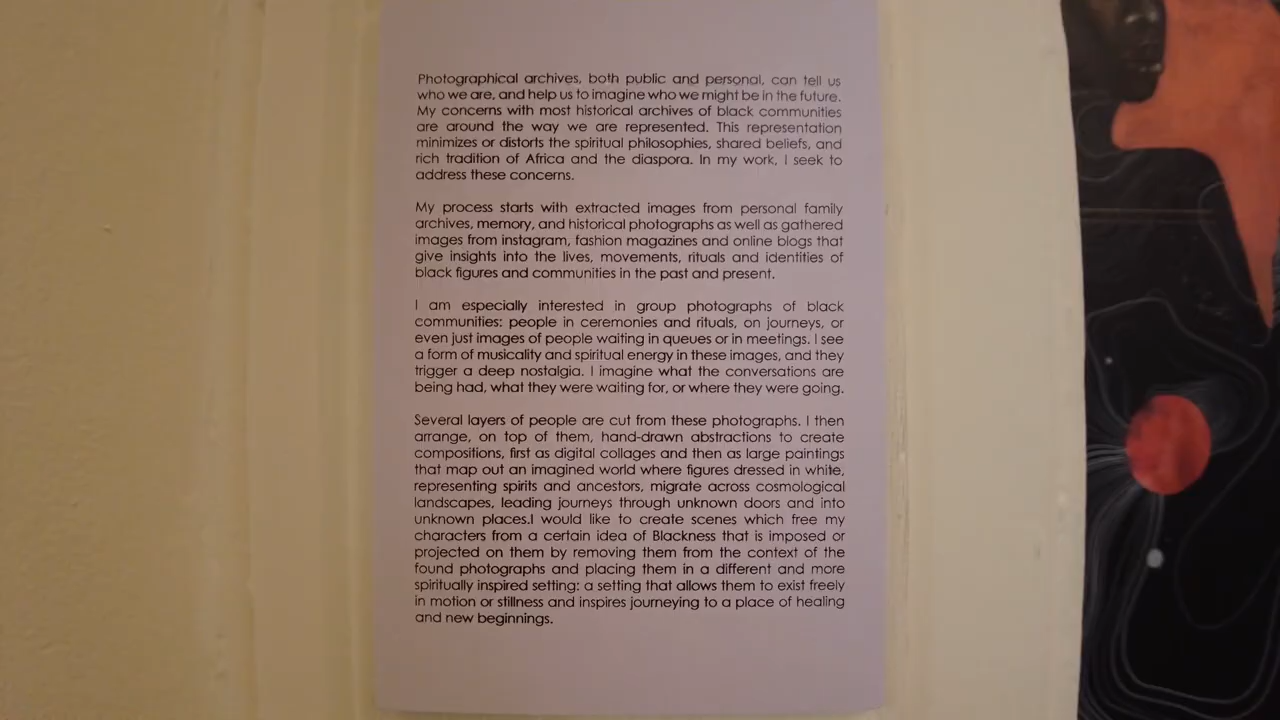 Photographical archives, both public and personal, can tell us
who we are, and help us to imagine who we might be in the future.
My concerns with most historical archives of black communities
are around the way we are represented. This representation
minimizes or distorts the spiritual philosophies, shared beliefs, and
rich tradition of Africa and the diaspora. In my work, I seek to
address these concerns.
My process starts with extracted images from personal family
archives, memory, and historical photographs as well as gathered
images from instagram, fashion magazines and online blogs that
give insights into the lives, movements, rituals and identities of
black figures and communities in the past and present.
I am especially interested in group photographs of black
communities: people in ceremonies and rituals, on journeys, or
even just images of people waiting in queues or in meetings. I see
a form of musicality and spiritual energy in these images, and they
trigger a deep nostalgia. I imagine what the conversations are
being had, what they were waiting for, or where they were going.
Several layers of people are cut from these photographs. I then
arrange, on top of them, hand-drawn abstractions to create
compositions, first as digital collages and then as large paintings
that map out an imagined world where figures dressed in white,
representing spirits and ancestors, migrate across cosmological
landscapes, leading journeys through unknown doors and into
unknown places.I would like to create scenes which free my
characters from a certain idea of Blackness that is imposed or
projected on them by removing them from the context of the
found photographs and placing them in a different and more
spiritually inspired setting: a setting that allows them to exist freely
in motion or stillness and inspires journeying to a place of healing
and new beginnings.